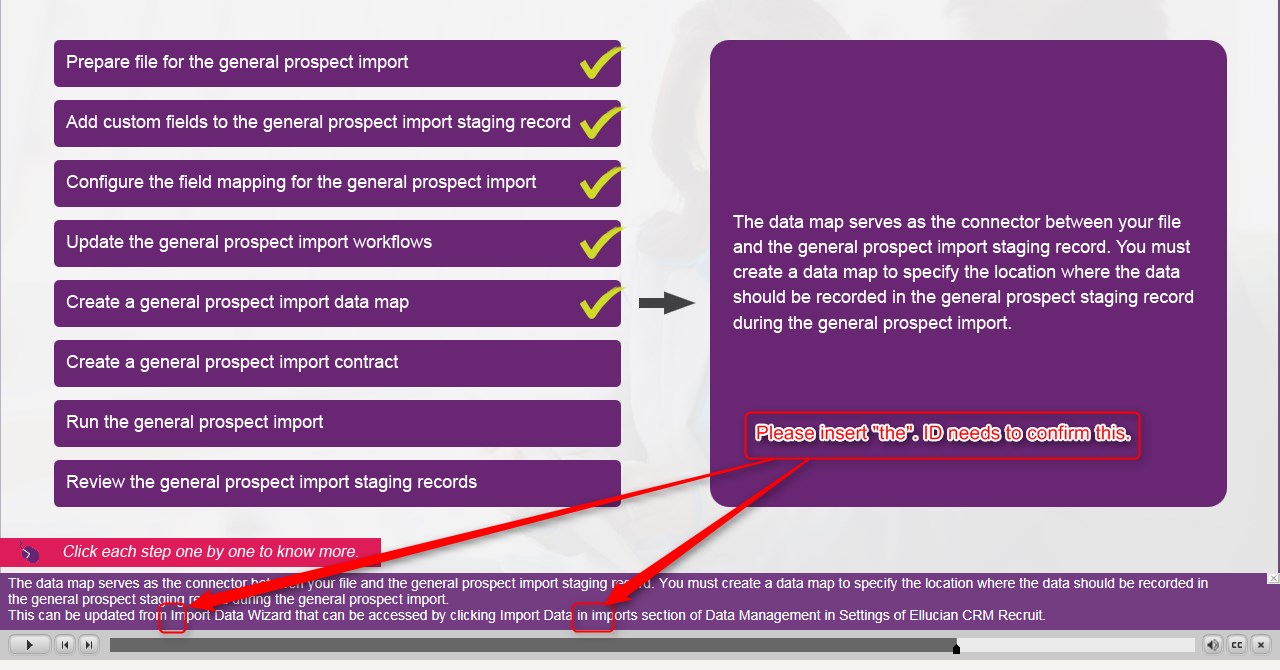 Prepare file for the general prospect import
Add custom fields to the general prospect import staging record
Configure the field mapping for the general prospect import
Update the general prospect import workflows
Create a general prospect import data map
Create a general prospect import contract
Run the general prospect import
Review the general prospect import staging records
The data map serves as the connector between your file
and the general prospect import staging record. You must
create a data map to specify the location where the data
should be recorded in the general prospect staging record
during the general prospect import.
Please insert "the". ID needs to confirm this.
Click each step one by one to know more.
The data map serves as the connector between your file and the general prospect import staging record. You must create a data map to specify the location where the data should be recorded in
the general prospect staging record during the general prospect import.
This can be updated from Import Data Wizard that can be accessed by clicking Import Data in imports section of Data Management in Settings of Ellucian CRM Recruit.
CC